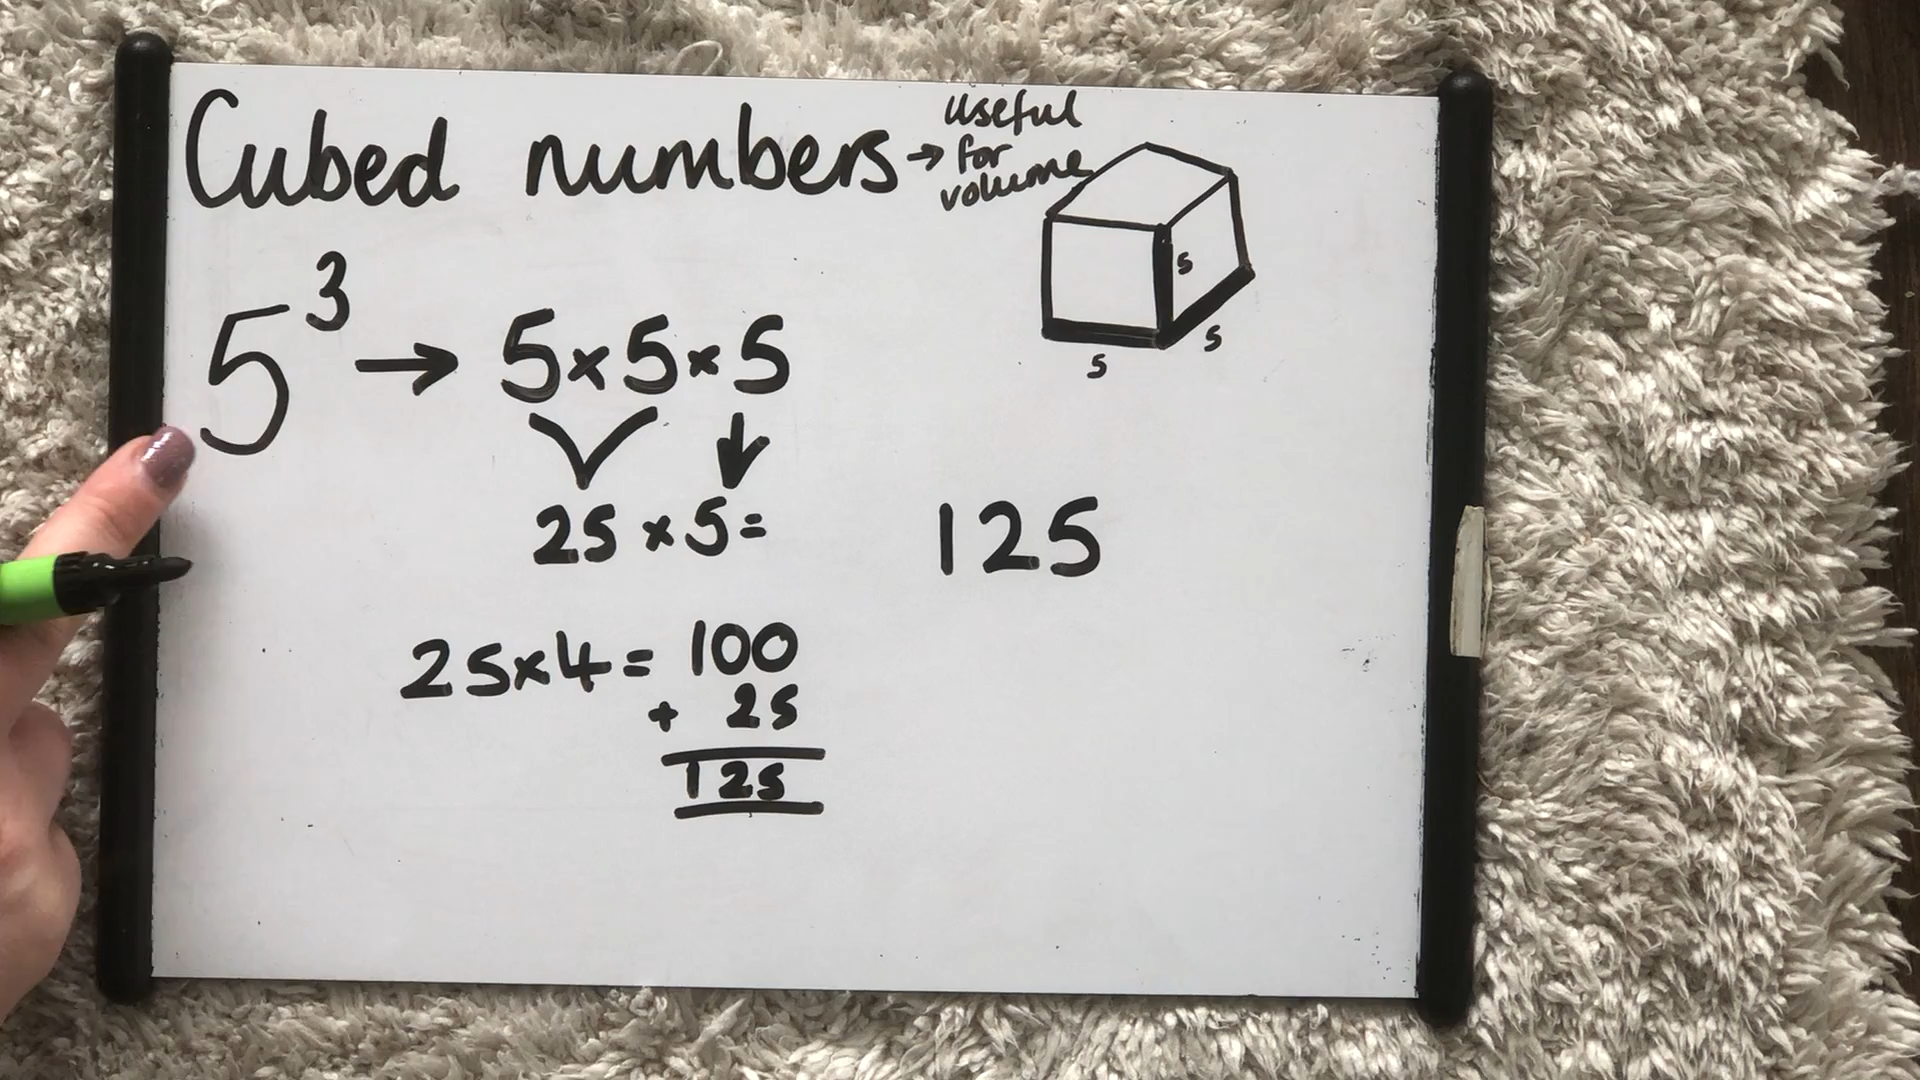 Cubed numbers → useful
for
volume
5³ → 5×5×5
25 × 5 = 125
25×4 = 100
+ 25
125
5
5
5